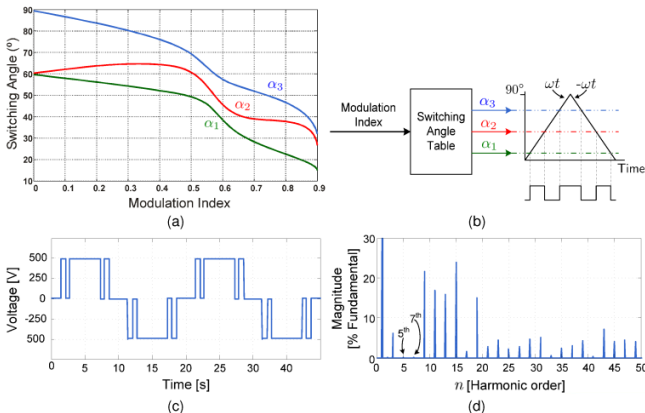 90
80
70
60
50
40
30
20
10
Switching Angle (º)
α3
α2
α1
0
0.1
0.2
0.3
0.4
0.5
0.6
0.7
0.8
0.9
Modulation Index
(a)
Modulation
Index
Switching
Angle
Table
α3
α2
α1
90°
ωt
-ωt
Time
(b)
500
250
0
-250
500
Voltage [V]
0
10
15
20
25
30
40
Time [s]
(c)
30
20
10
0
Magnitude
[% Fundamental]
5th
7th
0
5
10
15
20
25
30
35
40
45
50
n [Harmonic order]
(d)